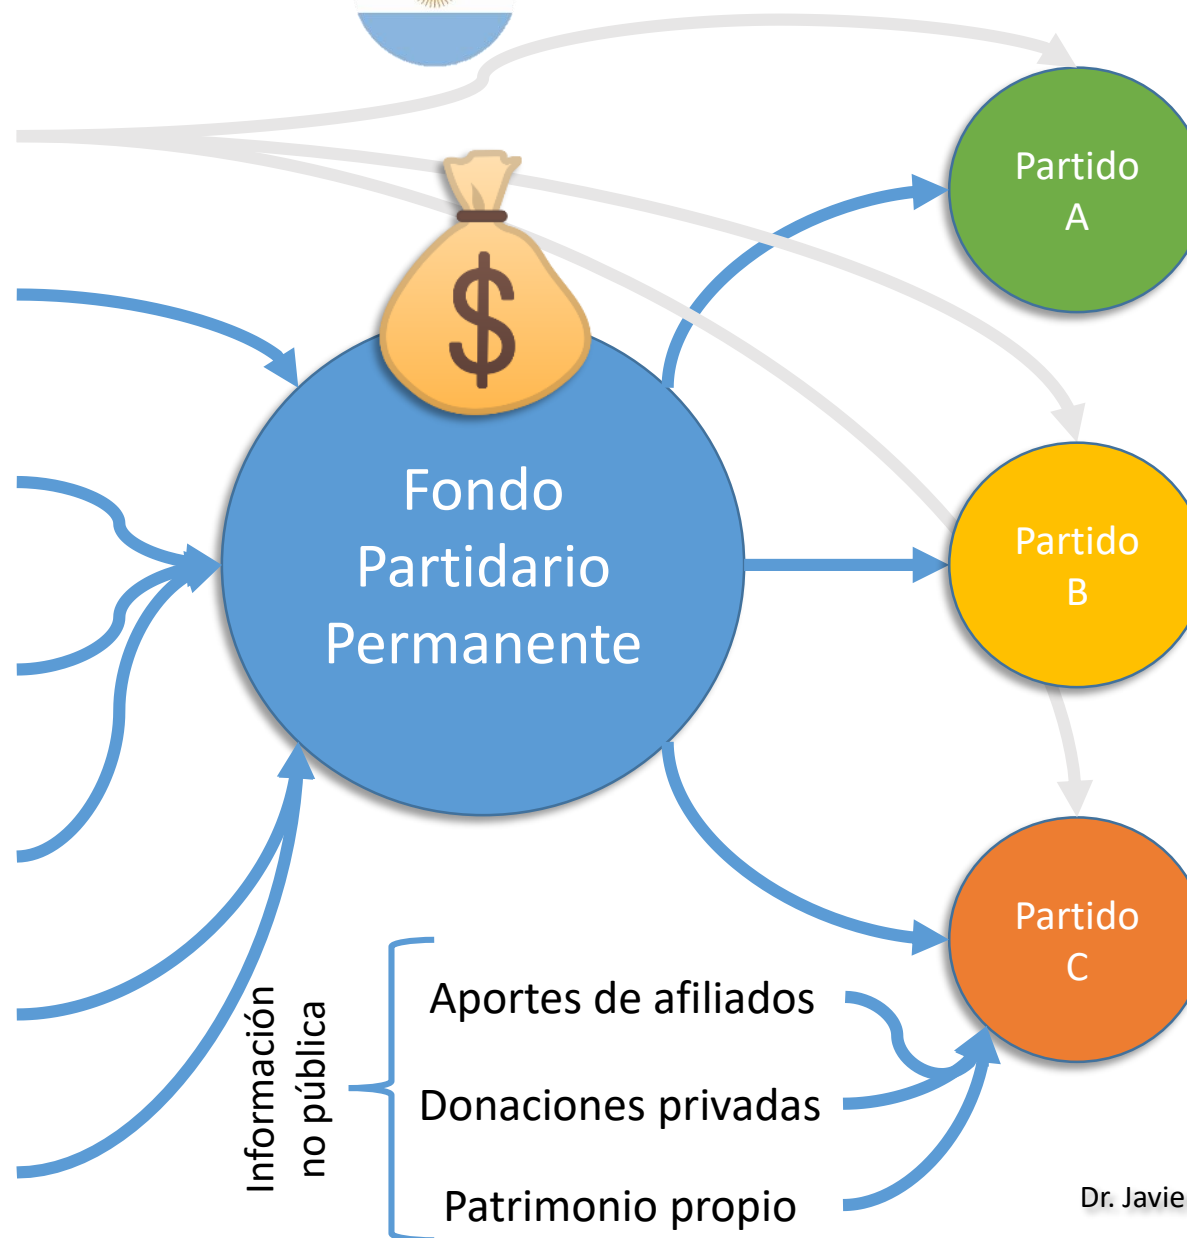 Partido
A
$
Fondo
Partidario
Permanente
Partido
B
Partido
C
Información
no pública
Aportes de afiliados
Donaciones privadas
Patrimonio propio
Dr. Javie